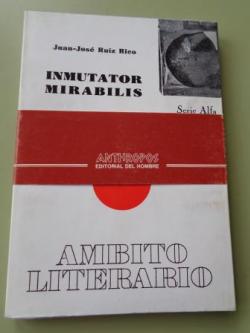 Juan-José Ruiz Rico
INMUTATOR
MIRABILIS
Serie Alfa
ANTHROPOS
EDITORIAL DEL HOMBRE
AMBITO
LITERARIO